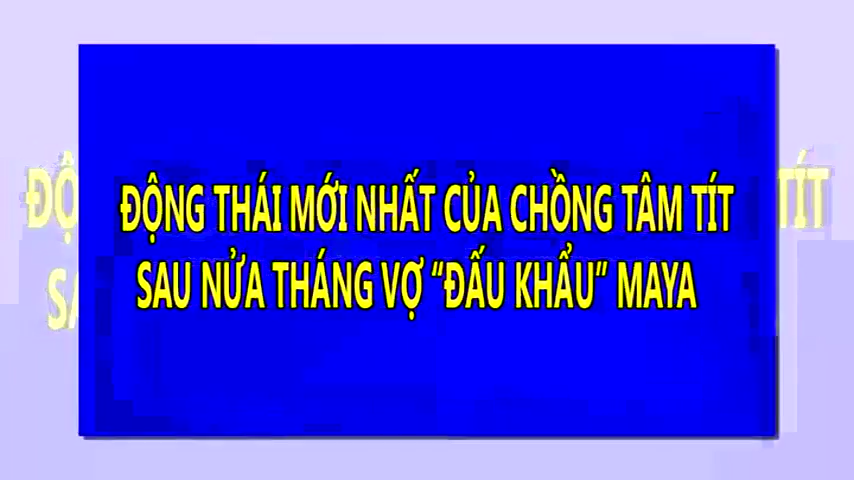 ĐỘNG THÁI MỚI NHẤT CỦA CHỒNG TÂM TÍT
SAU NỬA THÁNG VỢ “ĐẤU KHẨU” MAYA